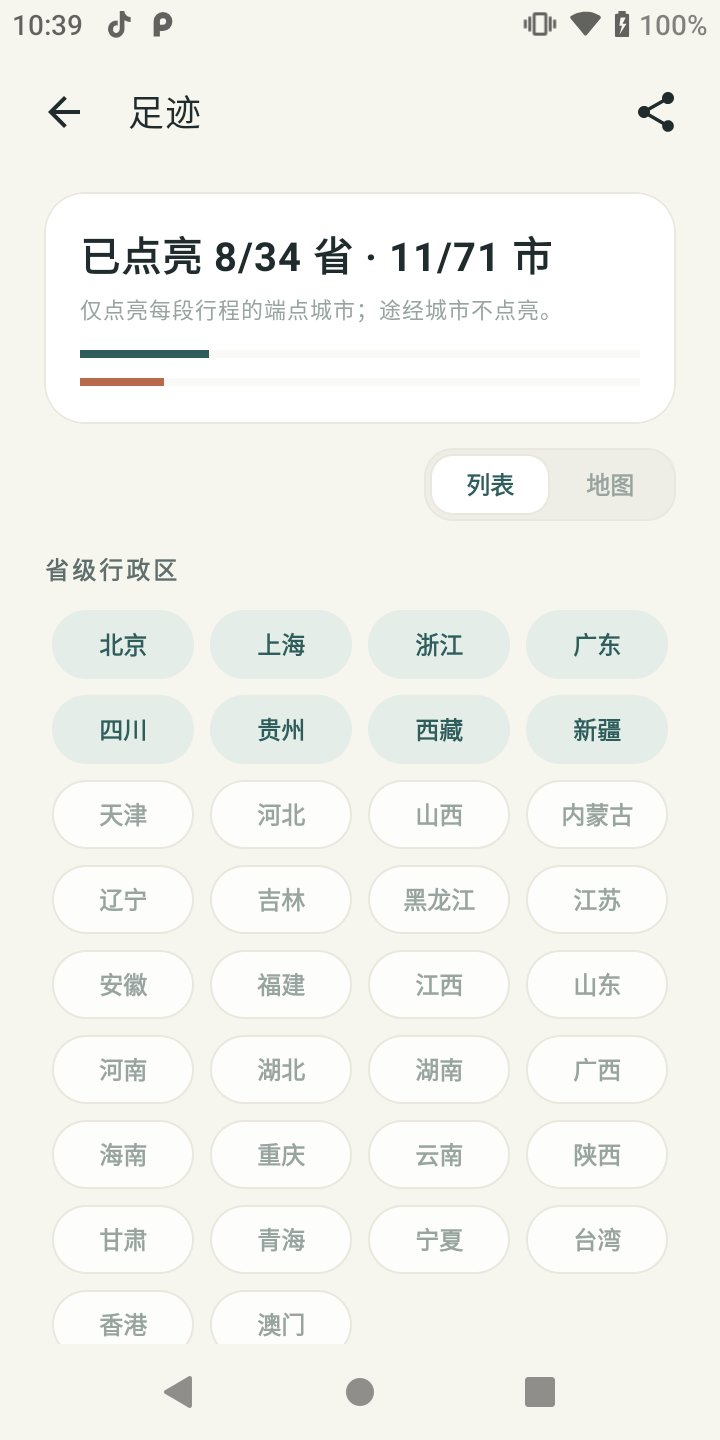 10:39 100%
足迹
已点亮 8/34 省 · 11/71 市
仅点亮每段行程的端点城市；途经城市不点亮。
列表 地图
省级行政区
北京 上海 浙江 广东
四川 贵州 西藏 新疆
天津 河北 山西 内蒙古
辽宁 吉林 黑龙江 江苏
安徽 福建 江西 山东
河南 湖北 湖南 广西
海南 重庆 云南 陕西
甘肃 青海 宁夏 台湾
香港 澳门